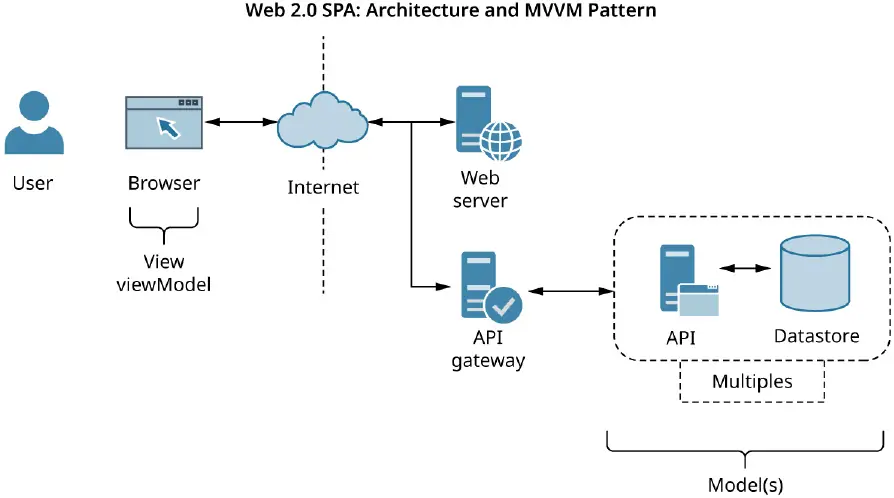 Web 2.0 SPA: Architecture and MVVM Pattern
User
Browser
Internet
Web
server
View
viewModel
API
gateway
API
Datastore
Multiples
Model(s)